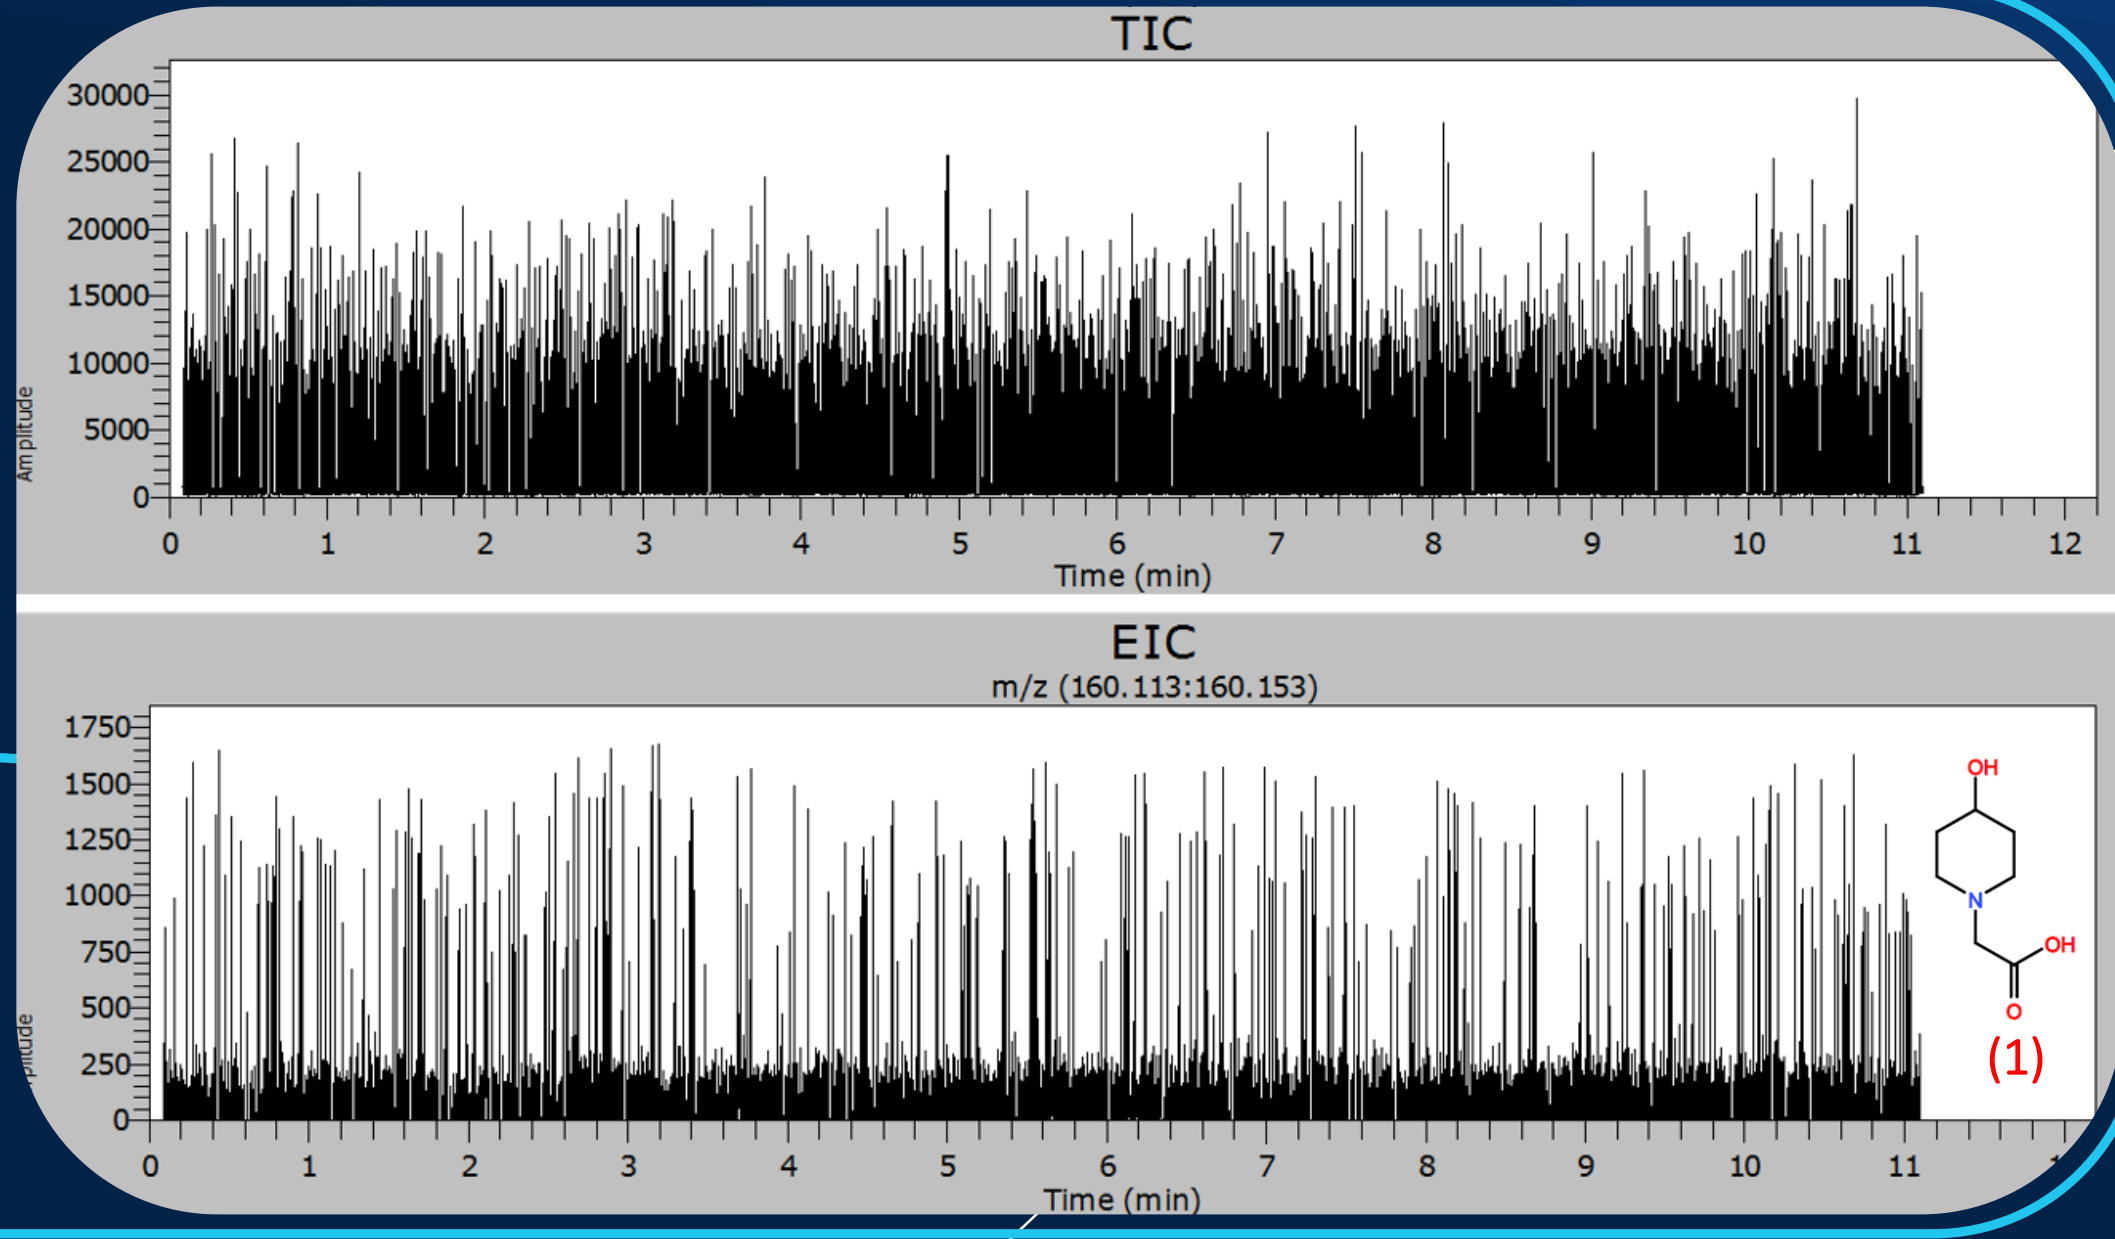 TIC
30000
25000
20000
15000
10000
5000
0
Amplitude
0 1 2 3 4 5 6 7 8 9 10 11 12
Time (min)
EIC
m/z (160.113:160.153)
1750
1500
1250
1000
750
500
250
0
0 1 2 3 4 5 6 7 8 9 10 11
Time (min)
OH
N
OH
O
(1)